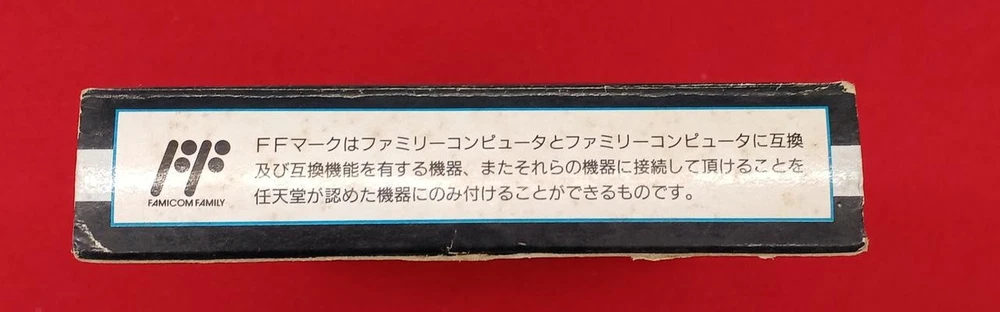 FF
FAMICOM FAMILY
FFマークはファミリーコンピュータとファミリーコンピュータに互換
及び互換機能を有する機器、またそれらの機器に接続して頂けることを
任天堂が認めた機器にのみ付けることができるものです。